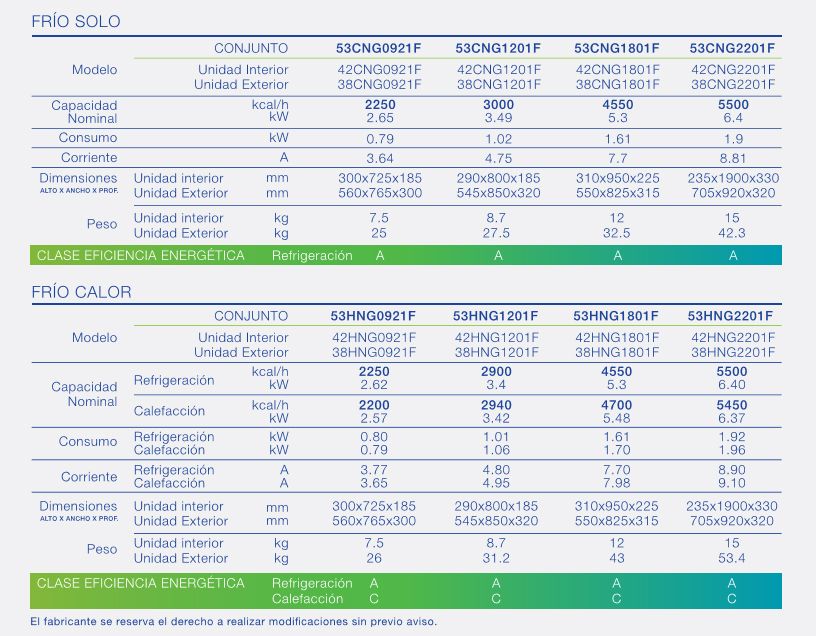 FRÍO SOLO
CONJUNTO 53CNG0921F 53CNG1201F 53CNG1801F 53CNG2201F
Modelo Unidad Interior 42CNG0921F 42CNG1201F 42CNG1801F 42CNG2201F
Unidad Exterior 38CNG0921F 38CNG1201F 38CNG1801F 38CNG2201F
Capacidad kcal/h 2250 3000 4550 5500
Nominal kW 2.65 3.49 5.3 6.4
Consumo kW 0.79 1.02 1.61 1.9
Corriente A 3.64 4.75 7.7 8.81
Dimensiones Unidad interior mm 300x725x185 290x800x185 310x950x225 235x1900x330
ALTO X ANCHO X PROF. Unidad Exterior mm 560x765x300 545x850x320 550x825x315 705x920x320
Peso Unidad interior kg 7.5 8.7 12 15
Unidad Exterior kg 25 27.5 32.5 42.3
CLASE EFICIENCIA ENERGÉTICA Refrigeración A A A A
FRÍO CALOR
CONJUNTO 53HNG0921F 53HNG1201F 53HNG1801F 53HNG2201F
Modelo Unidad Interior 42HNG0921F 42HNG1201F 42HNG1801F 42HNG2201F
Unidad Exterior 38HNG0921F 38HNG1201F 38HNG1801F 38HNG2201F
Capacidad Nominal Refrigeración kcal/h 2250 2900 4550 5500
kW 2.62 3.4 5.3 6.40
Calefacción kcal/h 2200 2940 4700 5450
kW 2.57 3.42 5.48 6.37
Consumo Refrigeración kW 0.80 1.01 1.61 1.92
Calefacción kW 0.79 1.06 1.70 1.96
Corriente Refrigeración A 3.77 4.80 7.70 8.90
Calefacción A 3.65 4.95 7.98 9.10
Dimensiones Unidad interior mm 300x725x185 290x800x185 310x950x225 235x1900x330
ALTO X ANCHO X PROF. Unidad Exterior mm 560x765x300 545x850x320 550x825x315 705x920x320
Peso Unidad interior kg 7.5 8.7 12 15
Unidad Exterior kg 26 31.2 43 53.4
CLASE EFICIENCIA ENERGÉTICA Refrigeración A A A A
Calefacción C C C C
El fabricante se reserva el derecho a realizar modificaciones sin previo aviso.